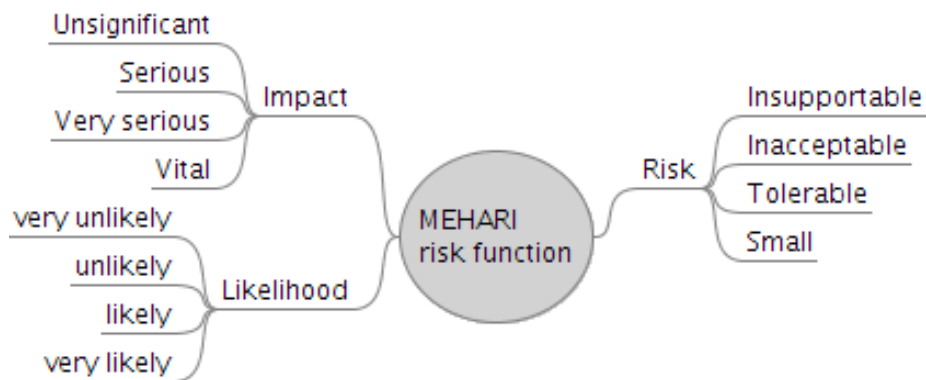 Unsignificant
Serious
Very serious
Vital
Impact
very unlikely
unlikely
likely
very likely
Likelihood
MEHARI
risk function
Risk
Insupportable
Inacceptable
Tolerable
Small